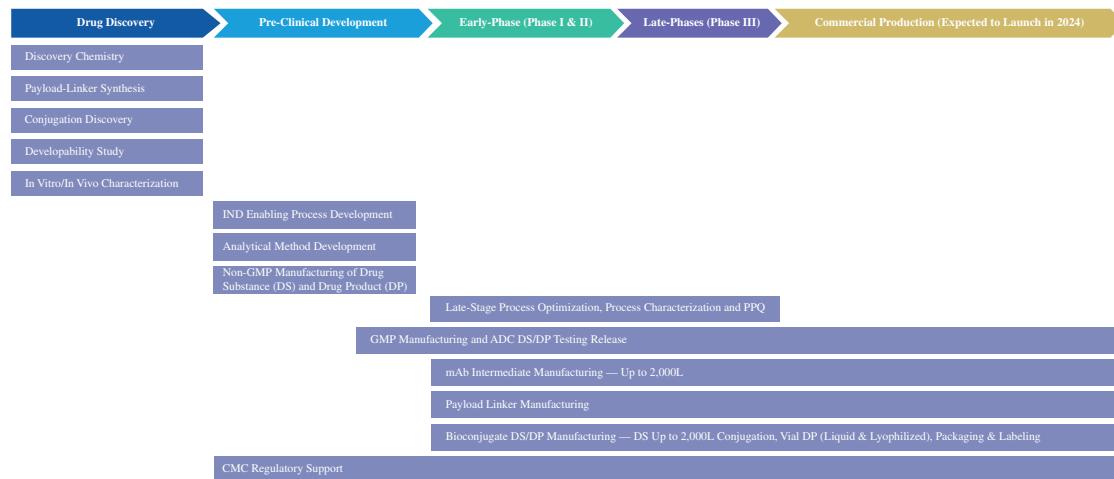 Drug Discovery
Pre-Clinical Development
Early-Phase (Phase I & II)
Late-Phases (Phase III)
Commercial Production (Expected to Launch in 2024)
Discovery Chemistry
Payload-Linker Synthesis
Conjugation Discovery
Developability Study
In Vitro/In Vivo Characterization
IND Enabling Process Development
Analytical Method Development
Non-GMP Manufacturing of Drug
Substance (DS) and Drug Product (DP)
Late-Stage Process Optimization, Process Characterization and PPQ
GMP Manufacturing and ADC DS/DP Testing Release
mAb Intermediate Manufacturing — Up to 2,000L
Payload Linker Manufacturing
Bioconjugate DS/DP Manufacturing — DS Up to 2,000L Conjugation, Vial DP (Liquid & Lyophilized), Packaging & Labeling
CMC Regulatory Support